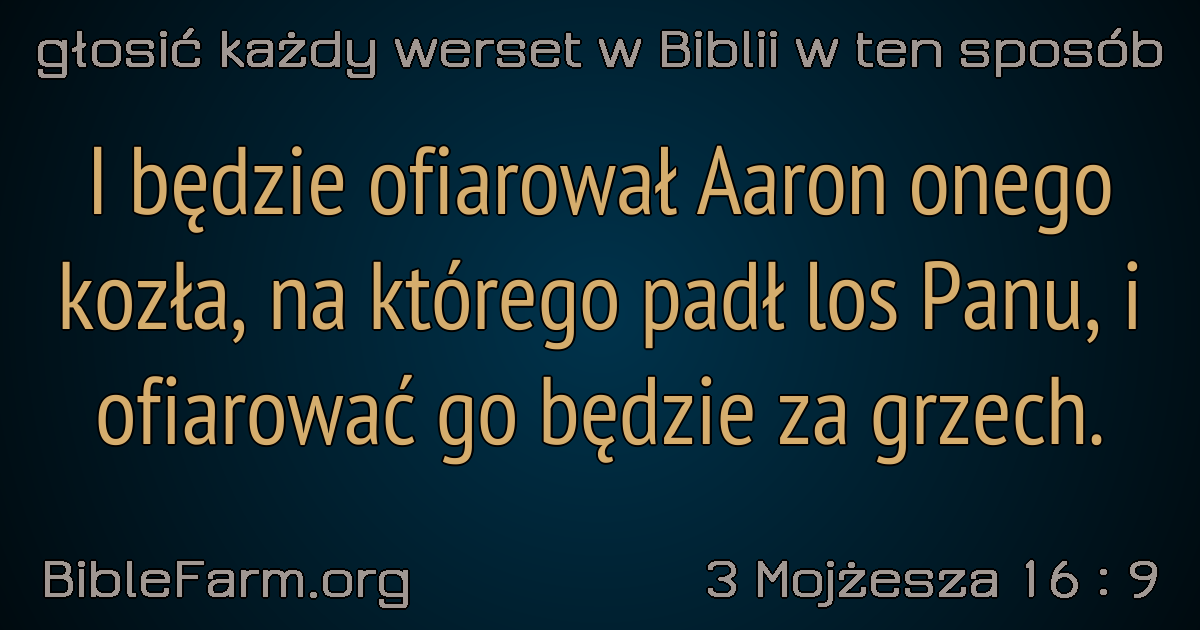 głosić każdy werset w Biblii w ten sposób
I będzie ofiarował Aaron onego
kozła, na którego padł los Panu, i
ofiarować go będzie za grzech.
BibleFarm.org
3 Mojżesza 16 : 9